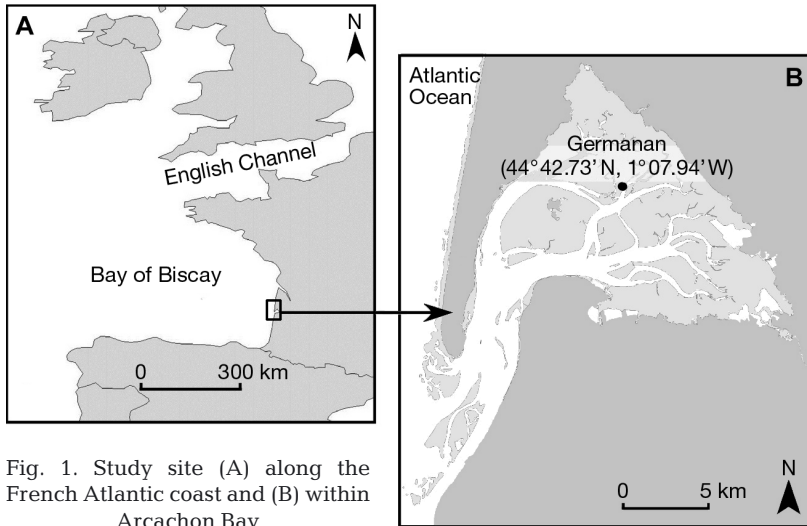 A
N
English Channel
Bay of Biscay
0 300 km
Fig. 1. Study site (A) along the
French Atlantic coast and (B) within
Arcachon Bay
Atlantic
Ocean
B
Germanan
(44°42.73'N, 1°07.94'W)
0 5 km
N